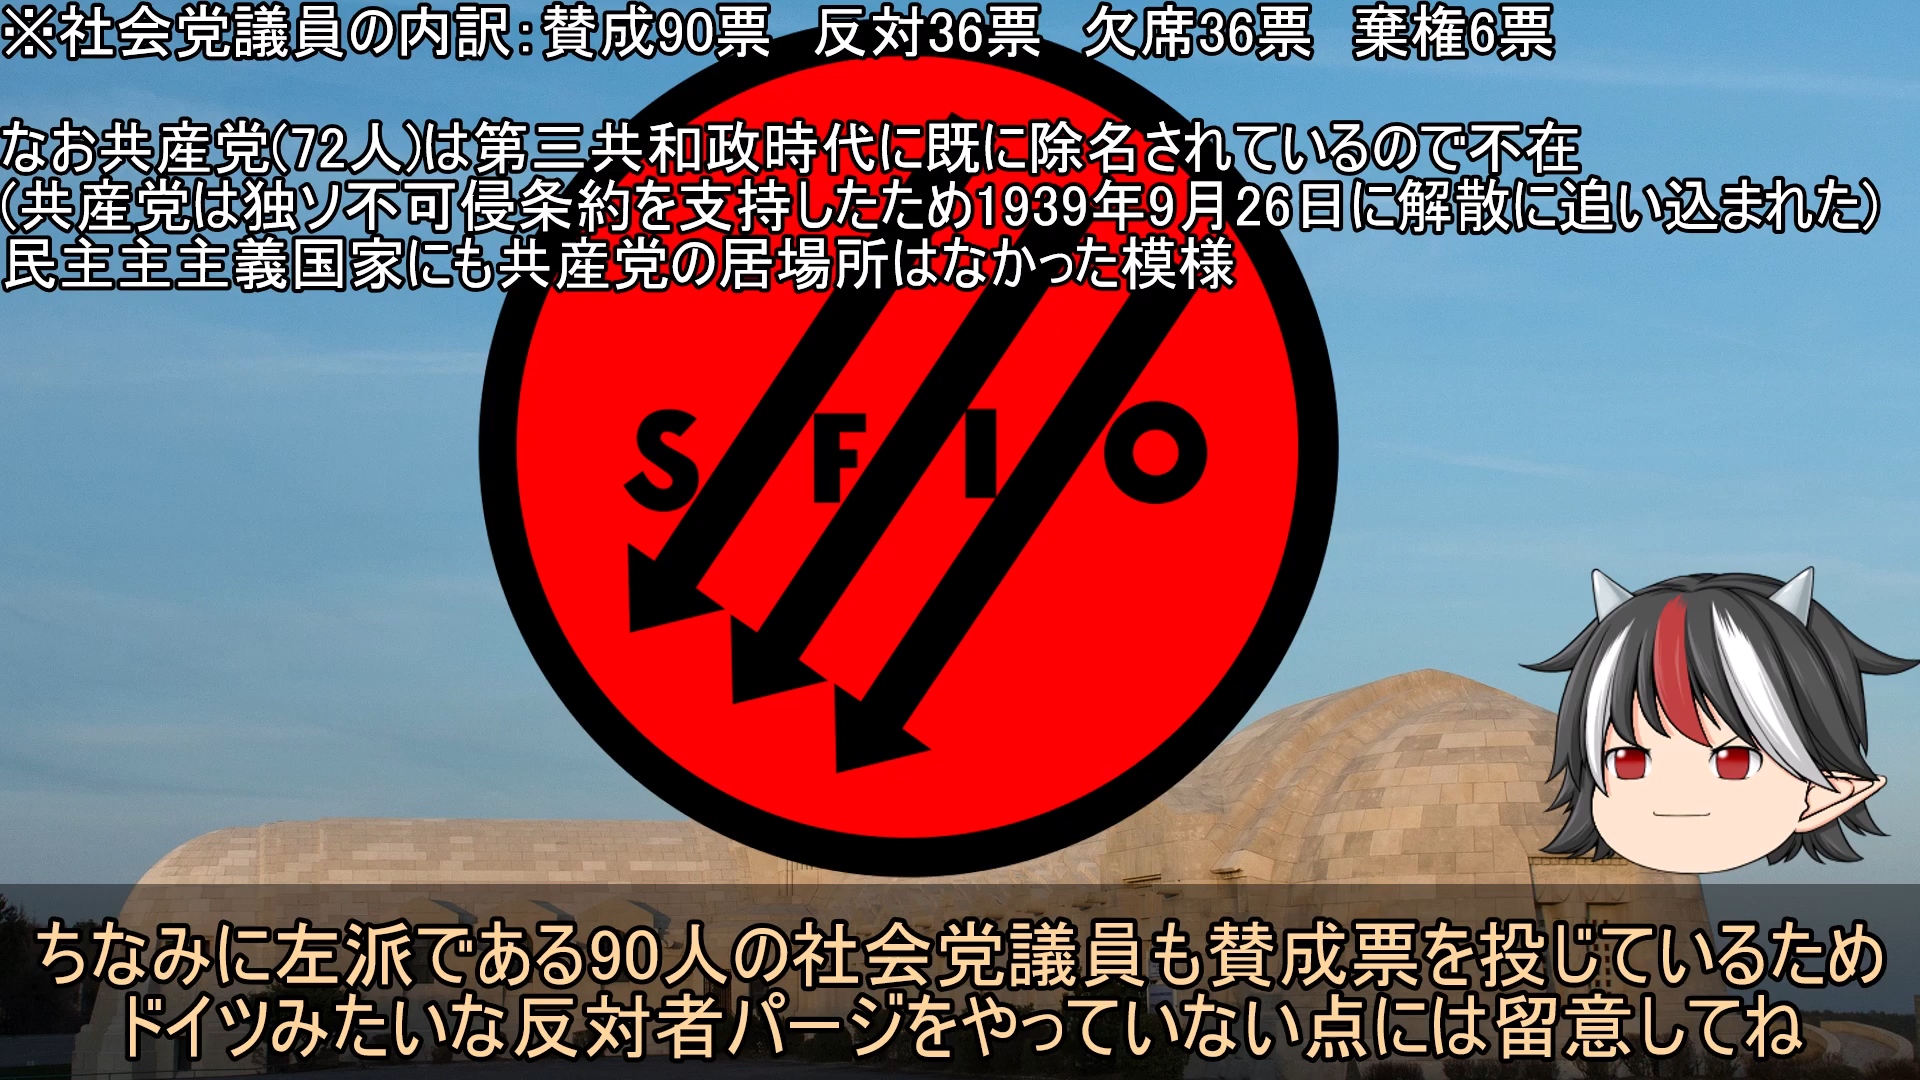 ※社会党議員の内訳：賛成90票　反対36票　欠席36票　棄権6票
なお共産党(72人)は第三共和政時代に既に除名されているので不在
(共産党は独ソ不可侵条約を支持したため1939年9月26日に解散に追い込まれた)
民主主主義国家にも共産党の居場所はなかった模様
S F I O
ちなみに左派である90人の社会党議員も賛成票を投じているため
ドイツみたいな反対者パージをやっていない点には留意してね